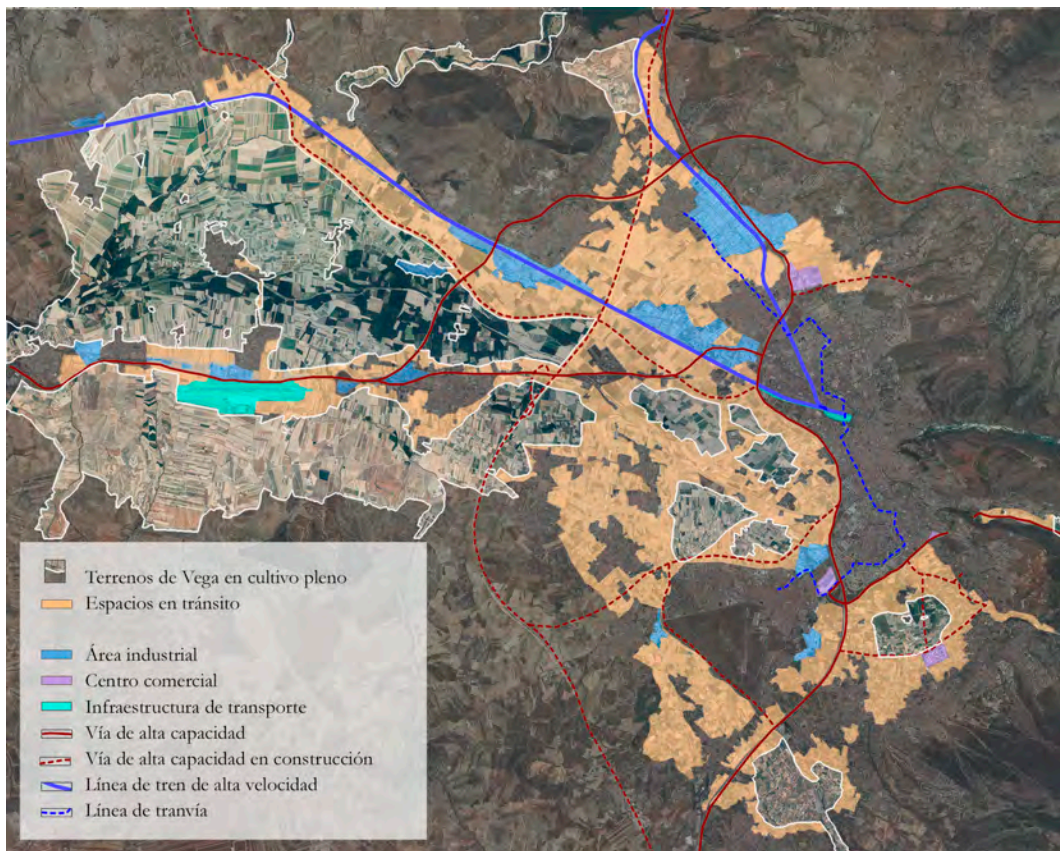 Terrenos de Vega en cultivo pleno
Espacios en tránsito
Área industrial
Centro comercial
Infraestructura de transporte
Vía de alta capacidad
Vía de alta capacidad en construcción
Línea de tren de alta velocidad
Línea de tranvía